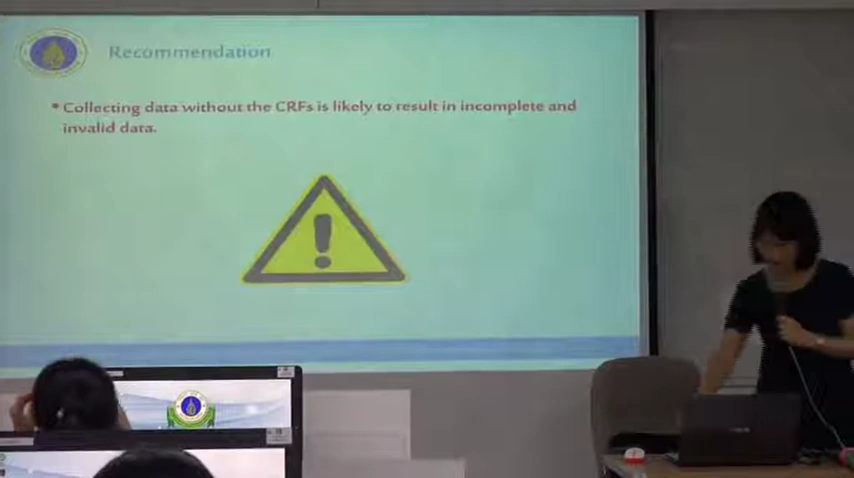 Recommendation
• Collecting data without the CRFs is likely to result in incomplete and
invalid data.